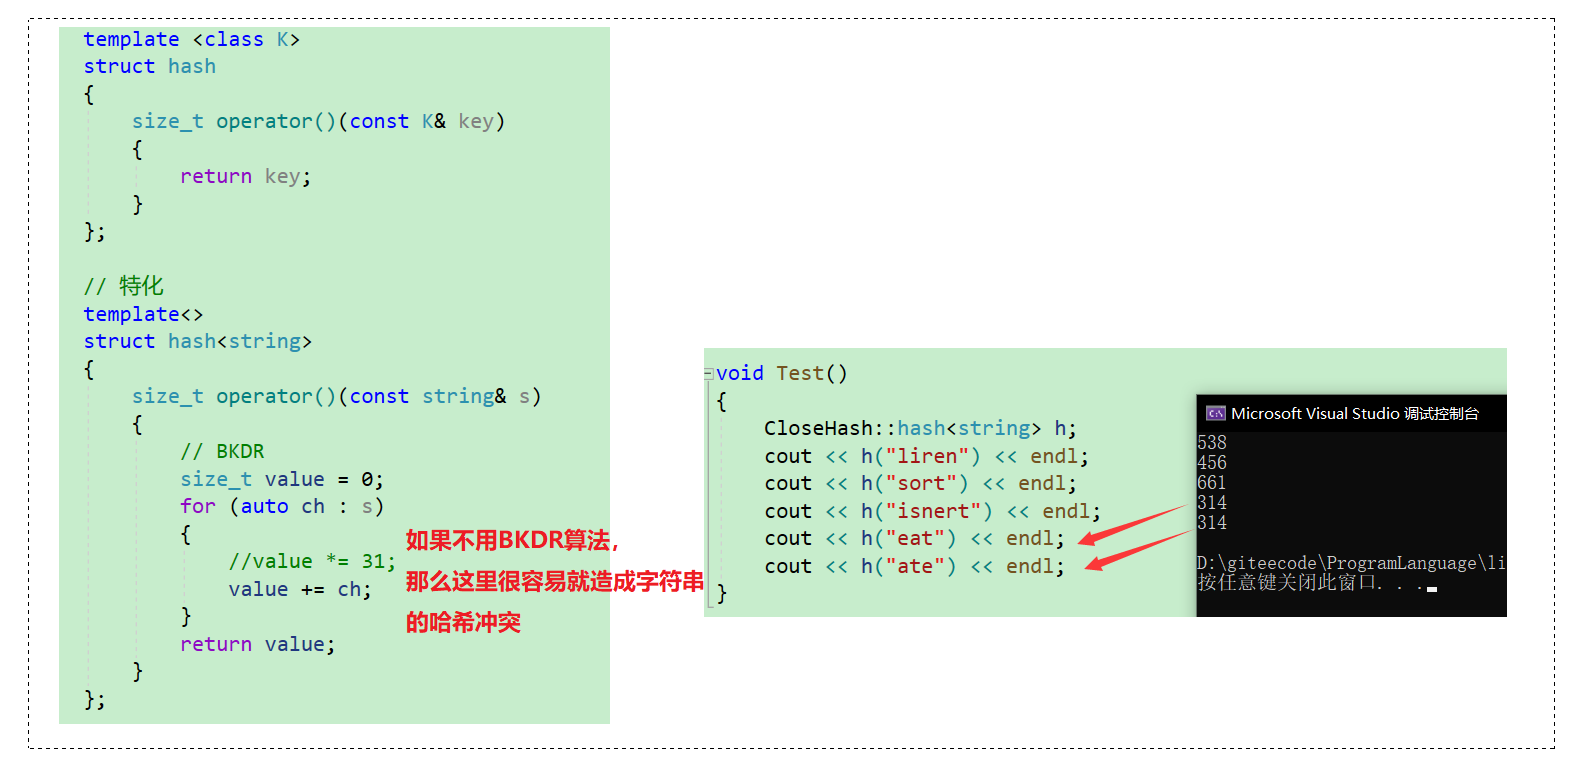 template <class K>
struct hash
{
size_t operator()(const K& key)
{
return key;
}
};
// 特化
template<>
struct hash<string>
{
size_t operator()(const string& s)
{
// BKDR
size_t value = 0;
for (auto ch : s)
{
//value *= 31;
value += ch;
}
return value;
}
};
如果不用BKDR算法，
那么这里很容易就造成字符串
的哈希冲突
void Test()
{
CloseHash::hash<string> h;
cout << h("liren") << endl;
cout << h("sort") << endl;
cout << h("isnert") << endl;
cout << h("eat") << endl;
cout << h("ate") << endl;
}
Microsoft Visual Studio 调试控制台
538
456
661
314
314
D:\giteecode\ProgramLanguage\li
按任意键关闭此窗口. . .